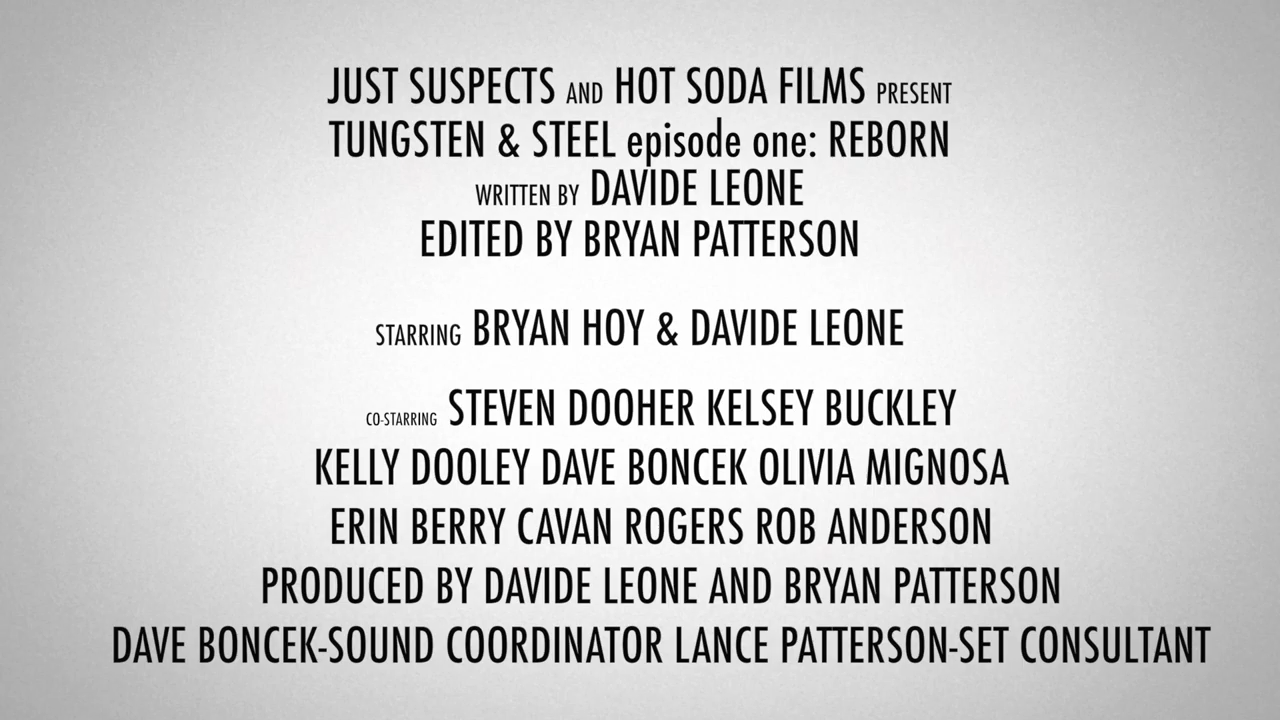 JUST SUSPECTS AND HOT SODA FILMS PRESENT
TUNGSTEN & STEEL episode one: REBORN
WRITTEN BY DAVIDE LEONE
EDITED BY BRYAN PATTERSON
STARRING BRYAN HOY & DAVIDE LEONE
CO-STARRING STEVEN DOOHER KELSEY BUCKLEY
KELLY DOOLEY DAVE BONCEK OLIVIA MIGNOSA
ERIN BERRY CAVAN ROGERS ROB ANDERSON
PRODUCED BY DAVIDE LEONE AND BRYAN PATTERSON
DAVE BONCEK-SOUND COORDINATOR LANCE PATTERSON-SET CONSULTANT